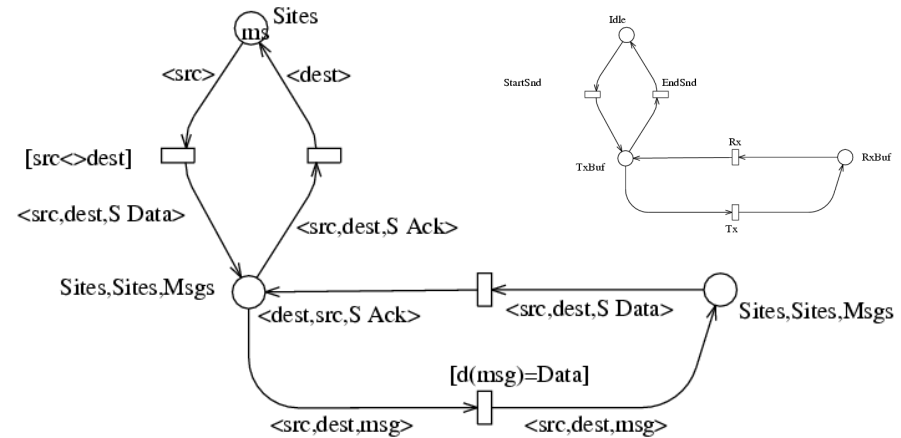 Sites
ms
<src>
<dest>
[src<>dest]
<src,dest,S Data>
<src,dest,S Ack>
Sites,Sites,Msgs
<dest,src,S Ack>
<src,dest,S Data>
Sites,Sites,Msgs
[d(msg)=Data]
<src,dest,msg>
<src,dest,msg>
Idle
StartSnd
EndSnd
Rx
TxBuf
RxBuf
Tx